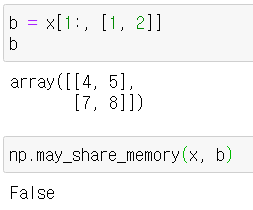 b = x[1:, [1, 2]]
b
array([[4, 5],
       [7, 8]])
np.may_share_memory(x, b)
False